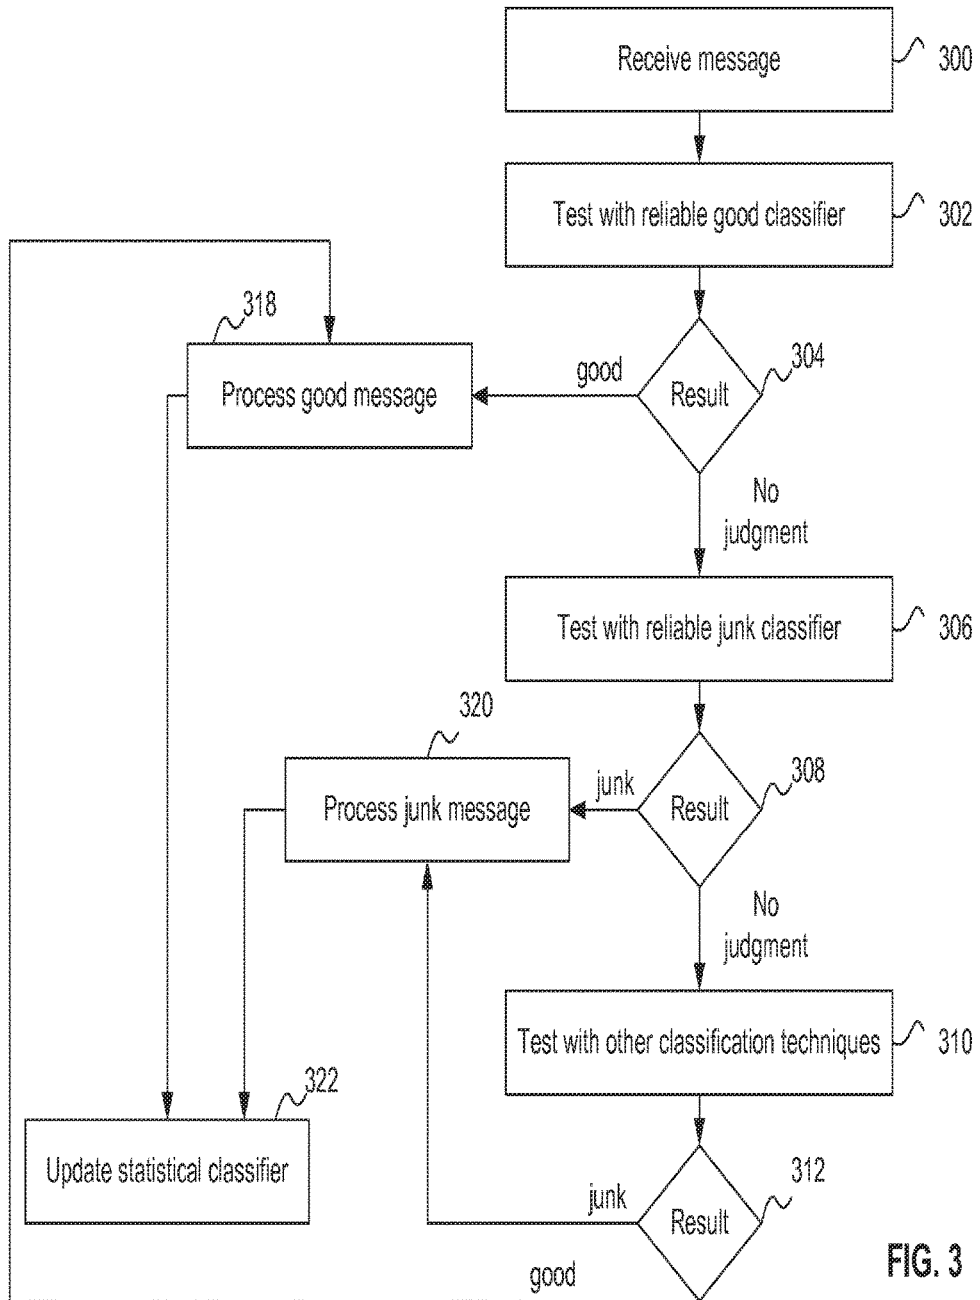 Receive message
300
Test with reliable good classifier
302
318
Process good message
good
Result
304
No
judgment
Test with reliable junk classifier
306
320
Process junk message
junk
Result
308
No
judgment
Test with other classification techniques
310
322
Update statistical classifier
junk
Result
312
good
FIG. 3